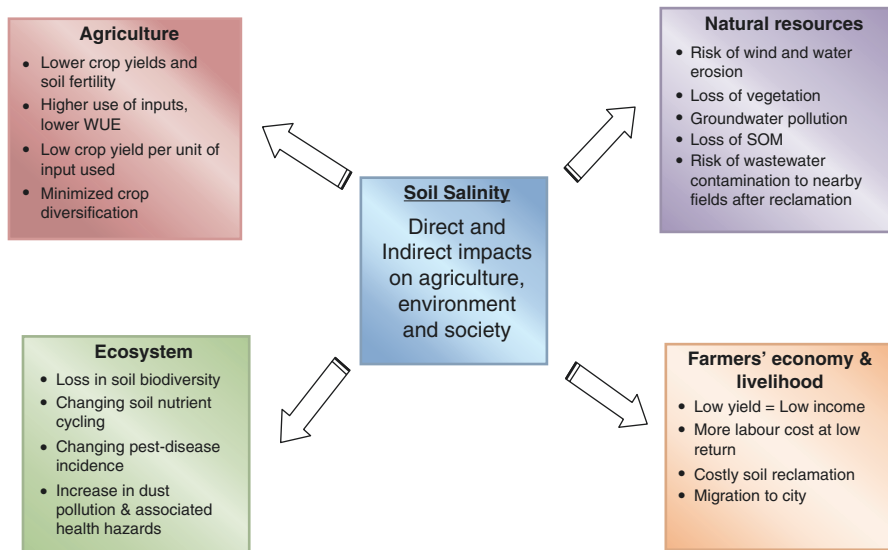 Agriculture
• Lower crop yields and
soil fertility
• Higher use of inputs,
lower WUE
• Low crop yield per unit of
input used
• Minimized crop
diversification
Natural resources
• Risk of wind and water
erosion
• Loss of vegetation
• Groundwater pollution
• Loss of SOM
• Risk of wastewater
contamination to nearby
fields after reclamation
Soil Salinity
Direct and
Indirect impacts
on agriculture,
environment
and society
Ecosystem
• Loss in soil biodiversity
• Changing soil nutrient
cycling
• Changing pest-disease
incidence
• Increase in dust
pollution & associated
health hazards
Farmers’ economy &
livelihood
• Low yield = Low income
• More labour cost at low
return
• Costly soil reclamation
• Migration to city